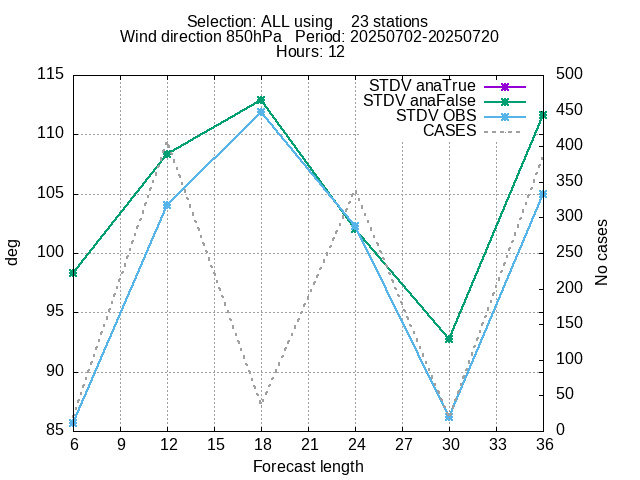 Selection: ALL using    23 stations
Wind direction 850hPa   Period: 20250702-20250720
Hours: 12
115
110
105
100
95
90
85
deg
500
450
400
350
300
250
200
150
100
50
0
No cases
STDV anaTrue
STDV anaFalse
STDV OBS
CASES
6 9 12 15 18 21 24 27 30 33 36
Forecast length